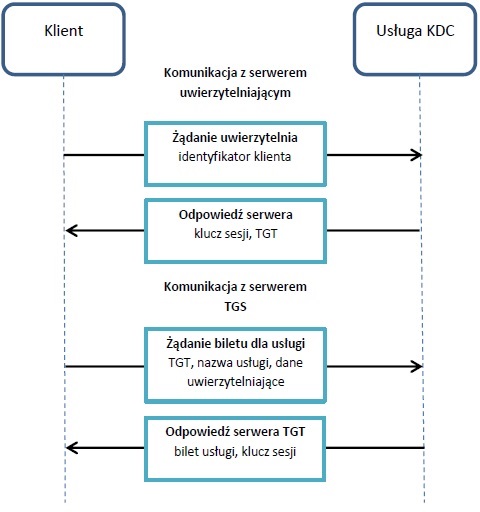 Klient
Usługa KDC
Komunikacja z serwerem
uwierzytelniającym
Żądanie uwierzytelnia
identyfikator klienta
Odpowiedź serwera
klucz sesji, TGT
Komunikacja z serwerem
TGS
Żądanie biletu dla usługi
TGT, nazwa usługi, dane
uwierzytelniające
Odpowiedź serwera TGT
bilet usługi, klucz sesji